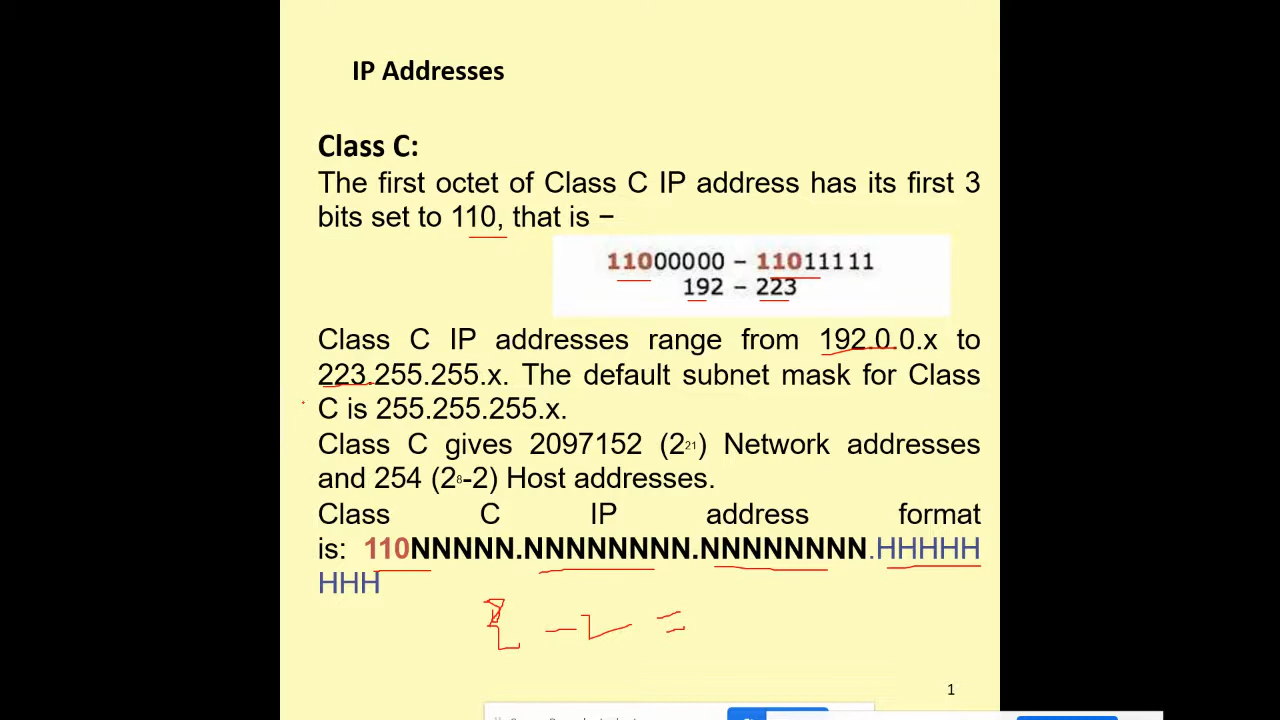 IP Addresses
Class C:
The first octet of Class C IP address has its first 3
bits set to 110, that is −
11000000 – 11011111
192 – 223
Class C IP addresses range from 192.0.0.x to
223.255.255.x. The default subnet mask for Class
C is 255.255.255.x.
Class C gives 2097152 (2²¹) Network addresses
and 254 (2⁸-2) Host addresses.
Class C IP address format
is: 110NNNNN.NNNNNNNN.NNNNNNNN.HHHHH
HHH
- 2 =
1